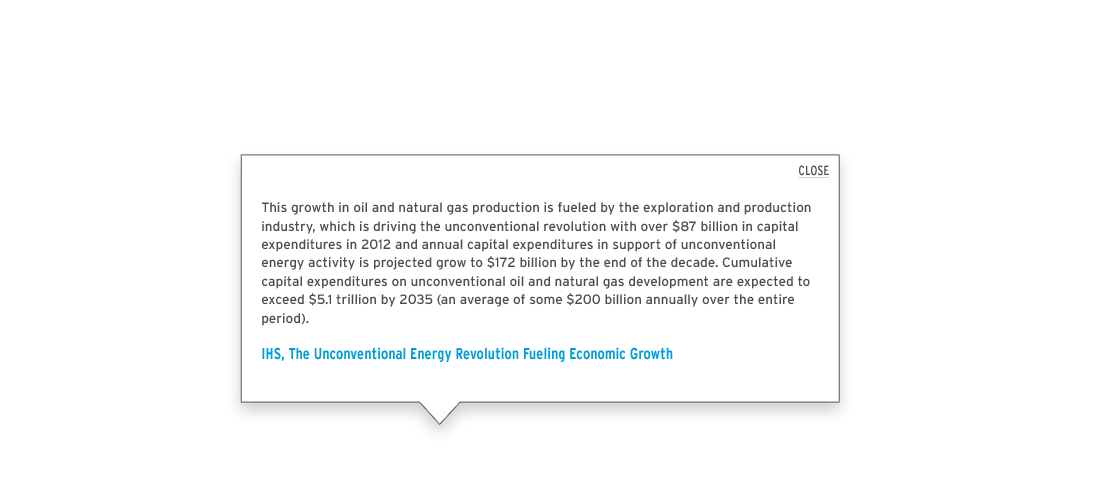 CLOSE
This growth in oil and natural gas production is fueled by the exploration and production
industry, which is driving the unconventional revolution with over $87 billion in capital
expenditures in 2012 and annual capital expenditures in support of unconventional
energy activity is projected grow to $172 billion by the end of the decade. Cumulative
capital expenditures on unconventional oil and natural gas development are expected to
exceed $5.1 trillion by 2035 (an average of some $200 billion annually over the entire
period).
IHS, The Unconventional Energy Revolution Fueling Economic Growth